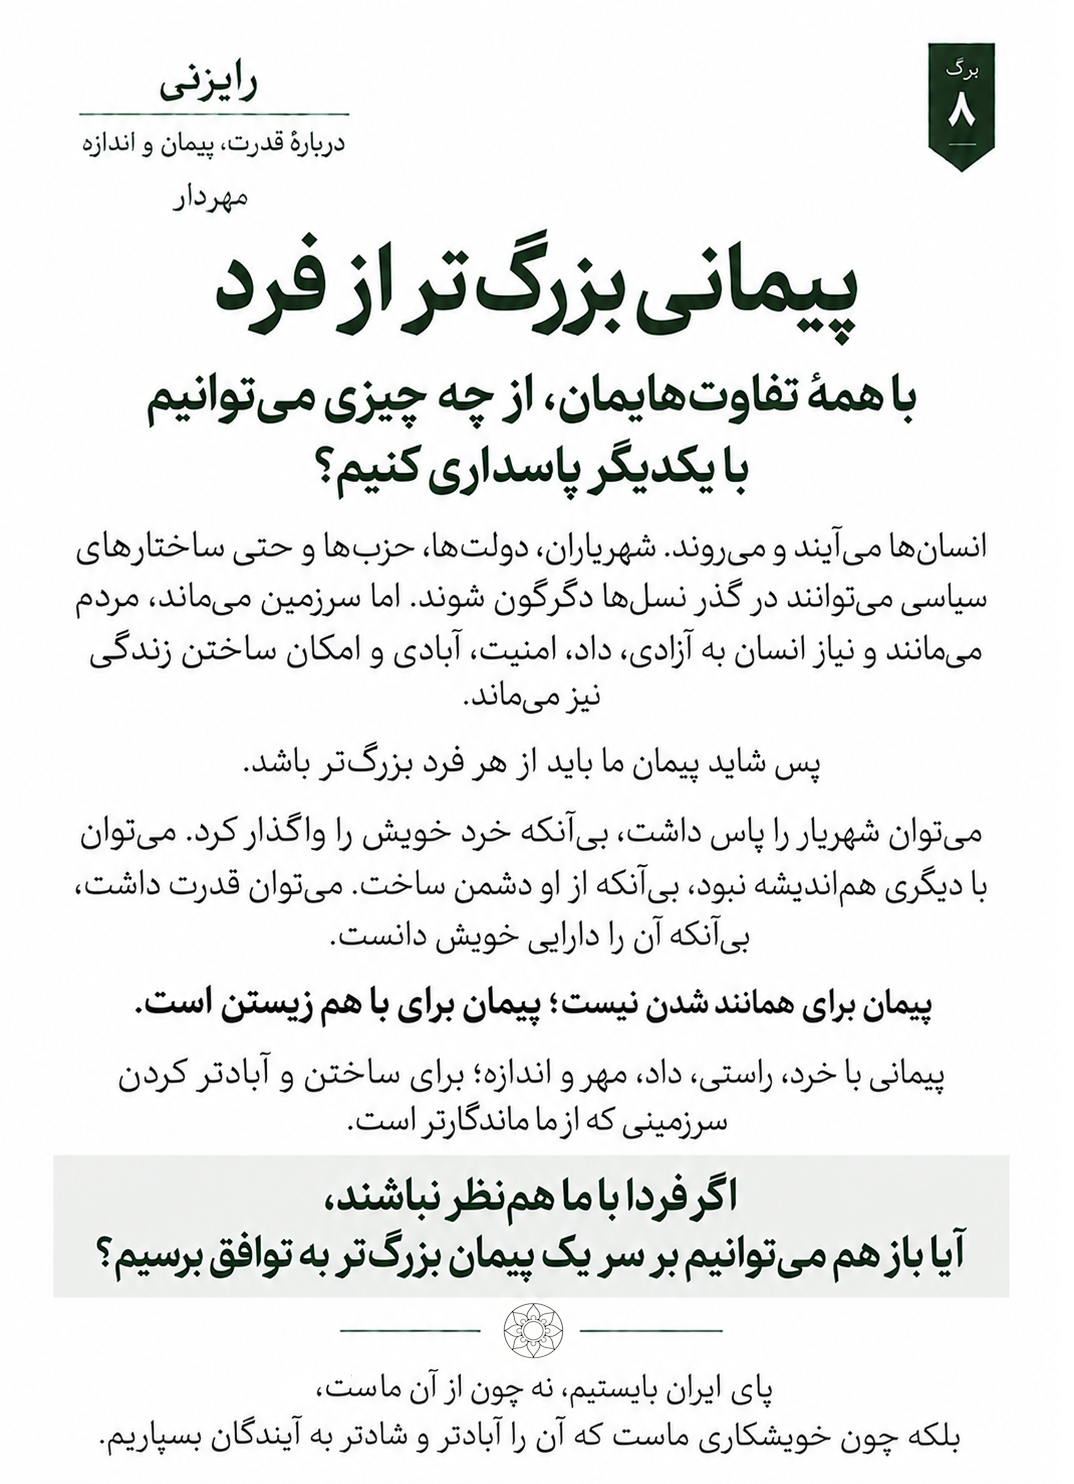 برگ
۸
رایزنی
دربارهٔ قدرت، پیمان و اندازه
مهردار
پیمانی بزرگ‌تر از فرد
با همهٔ تفاوت‌هایمان، از چه چیزی می‌توانیم
با یکدیگر پاسداری کنیم؟
انسان‌ها می‌آیند و می‌روند. شهریاران، دولت‌ها، حزب‌ها و حتی ساختارهای
سیاسی می‌توانند در گذر نسل‌ها دگرگون شوند. اما سرزمین می‌ماند، مردم
می‌مانند و نیاز انسان به آزادی، داد، امنیت، آبادی و امکان ساختن زندگی
نیز می‌ماند.
پس شاید پیمان ما باید از هر فرد بزرگ‌تر باشد.
می‌توان شهریار را پاس داشت، بی‌آنکه خرد خویش را واگذار کرد. می‌توان
با دیگری هم‌اندیشه نبود، بی‌آنکه از او دشمن ساخت. می‌توان قدرت داشت،
بی‌آنکه آن را دارایی خویش دانست.
پیمان برای همانند شدن نیست؛ پیمان برای با هم زیستن است.
پیمانی با خرد، راستی، داد، مهر و اندازه؛ برای ساختن و آبادتر کردن
سرزمینی که از ما ماندگارتر است.
اگر فردا با ما هم‌نظر نباشند،
آیا باز هم می‌توانیم بر سر یک پیمان بزرگ‌تر به توافق برسیم؟
پای ایران بایستیم، نه چون از آن ماست،
بلکه چون خویشکاری ماست که آن را آبادتر و شادتر به آیندگان بسپاریم.